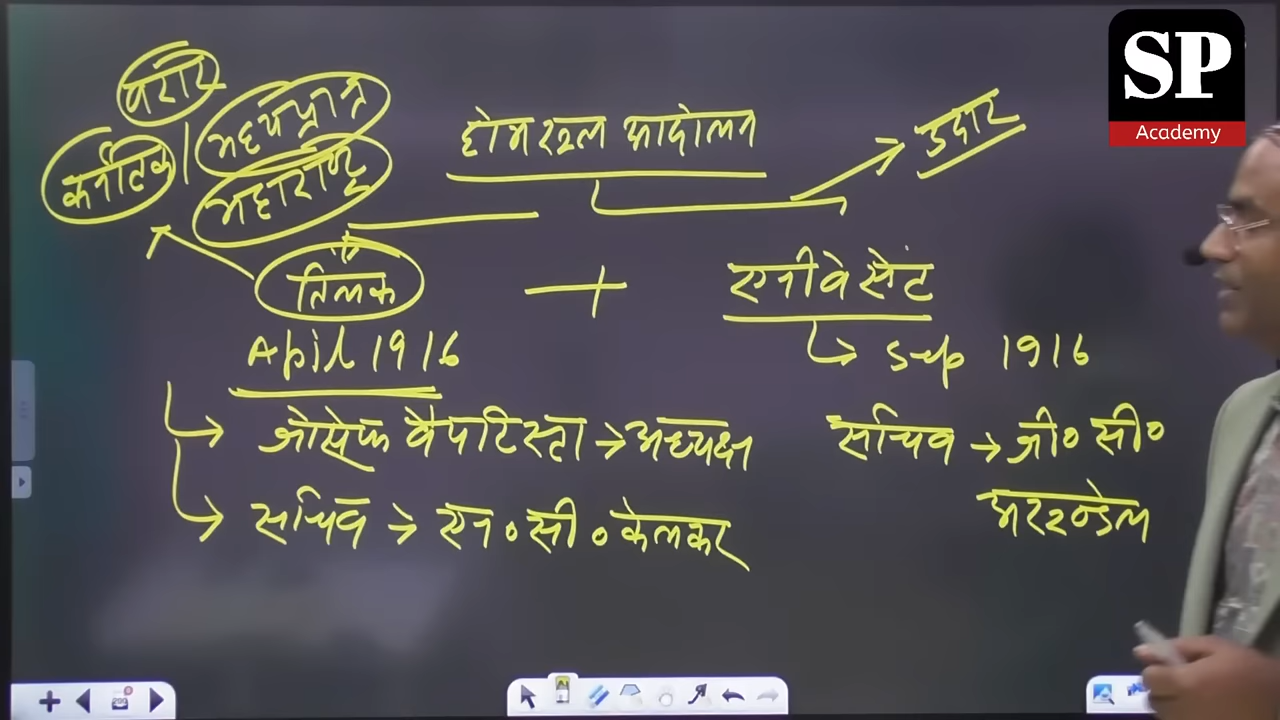 SP
Academy
बरार
मध्यप्रान्त
कर्नाटक
महाराष्ट्र
होमरूल आंदोलन
उदार
तिलक
एनीबेसेंट
April 1916
Sep 1916
जोसेफ बैपटिस्टा → अध्यक्ष
सचिव → जी० सी०
अरुण्डेल
सचिव → एन० सी० केलकर